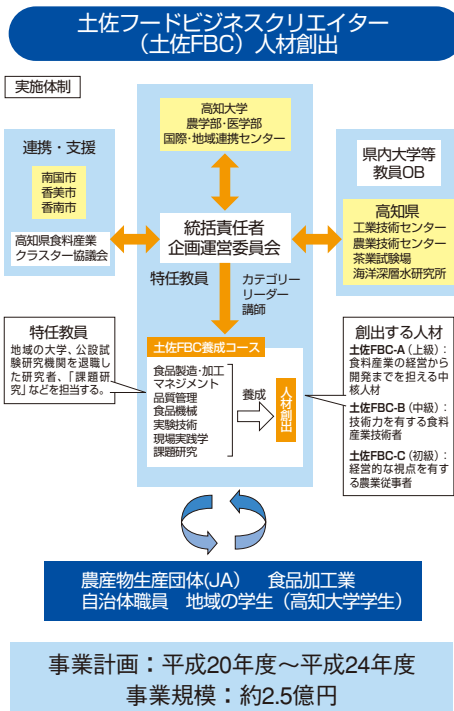 土佐フードビジネスクリエイター
（土佐FBC）人材創出
実施体制
高知大学
農学部･医学部
国際･地域連携センター
連携・支援
南国市
香美市
香南市
高知県食料産業
クラスター協議会
統括責任者
企画運営委員会
県内大学等
教員OB
高知県
工業技術センター
農業技術センター
茶業試験場
海洋深層水研究所
特任教員
カテゴリー
リーダー
講師
特任教員
地域の大学、公設試
験研究機関を退職し
た研究者、「課題研
究」などを担当する。
土佐FBC養成コース
食品製造･加工
マネジメント
品質管理
食品機械
実験技術
現場実践学
課題研究
養成
人材創出
創出する人材
土佐FBC-A（上級）：
食料産業の経営から
開発までを担える中
核人材
土佐FBC-B（中級）：
技術力を有する食料
産業技術者
土佐FBC-C（初級）：
経営的な視点を有す
る農業従事者
農産物生産団体(JA)　食品加工業
自治体職員　地域の学生（高知大学学生）
事業計画：平成20年度～平成24年度
事業規模：約2.5億円